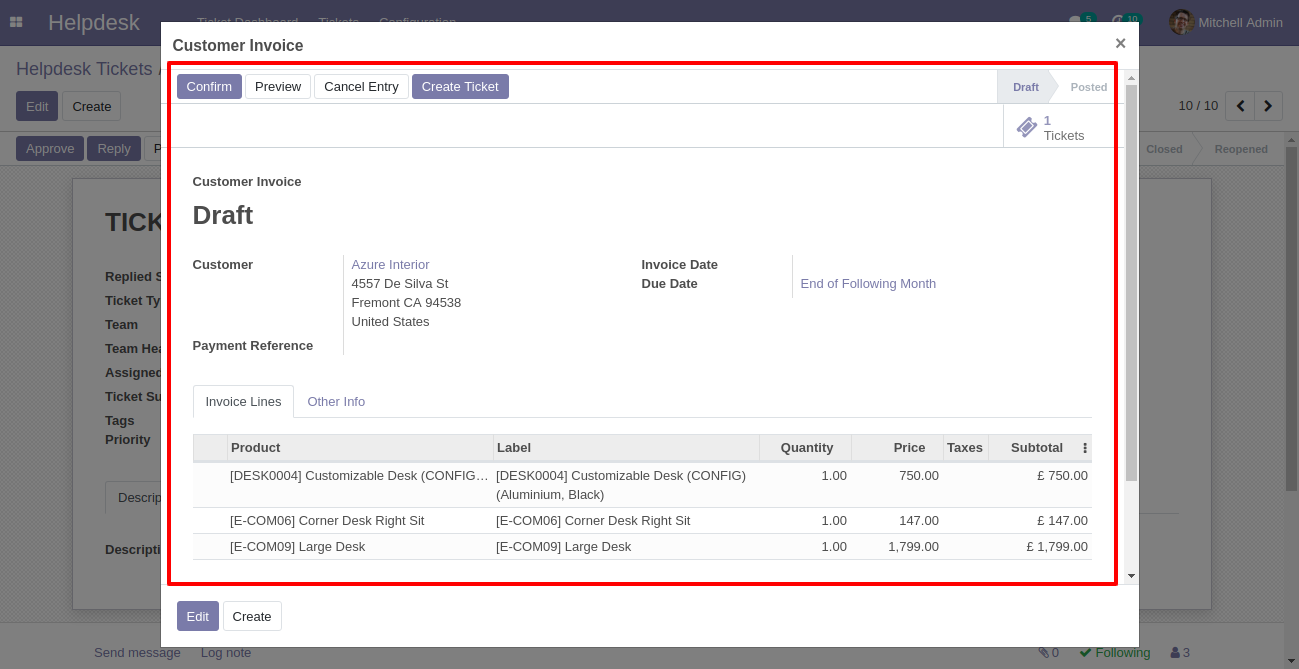 Helpdesk
Ticket Dashboard Tickets Configuration
5 10 Mitchell Admin
Helpdesk Tickets
Edit Create
10 / 10
Approve Reply
Closed Reopened
Customer Invoice
×
Confirm Preview Cancel Entry Create Ticket
Draft Posted
1
Tickets
Customer Invoice
Draft
Customer Azure Interior
4557 De Silva St
Fremont CA 94538
United States
Invoice Date
Due Date End of Following Month
Payment Reference
Invoice Lines Other Info
Product Label Quantity Price Taxes Subtotal
[DESK0004] Customizable Desk (CONFIG… [DESK0004] Customizable Desk (CONFIG) 1.00 750.00 £ 750.00
(Aluminium, Black)
[E-COM06] Corner Desk Right Sit [E-COM06] Corner Desk Right Sit 1.00 147.00 £ 147.00
[E-COM09] Large Desk [E-COM09] Large Desk 1.00 1,799.00 £ 1,799.00
Edit Create
TICK
Replied S
Ticket Ty
Team
Team Hea
Assigned
Ticket Su
Tags
Priority
Descrip
Descripti
Send message Log note
0 Following 3